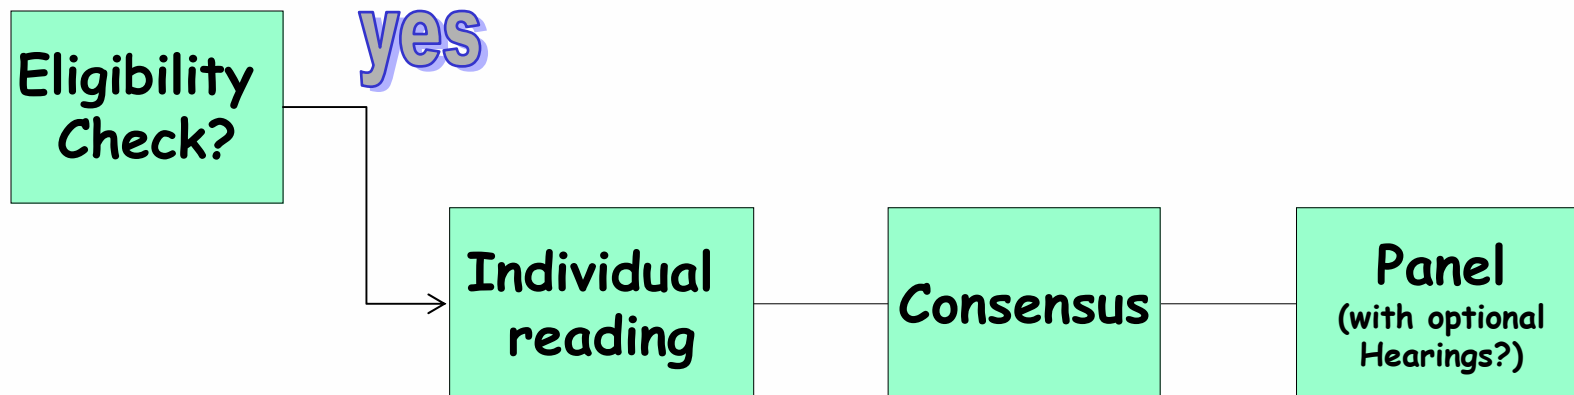 Eligibility
Check?
yes
Individual
reading
Consensus
Panel
(with optional
Hearings?)